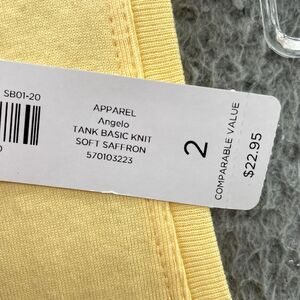 SB01-20
APPAREL
Angelo
TANK BASIC KNIT
SOFT SAFFRON
570103223
2
COMPARABLE VALUE
$22.95